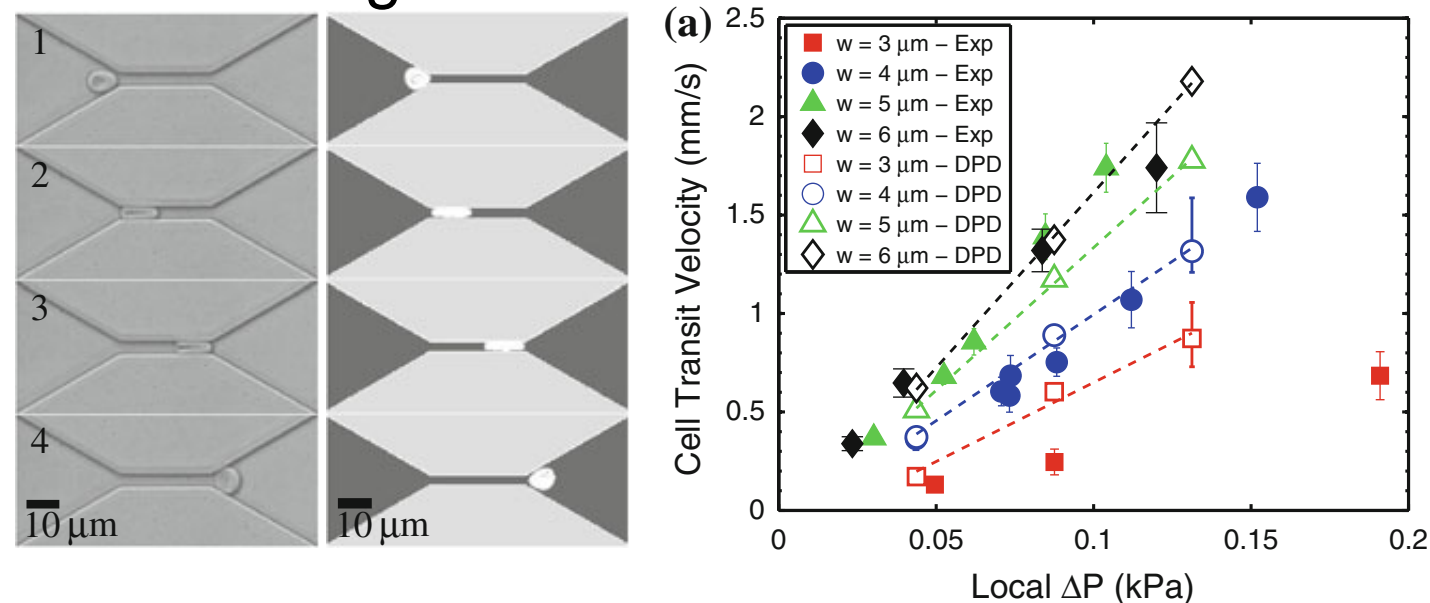 g
1
2
3
4
10 μm
10 μm
(a)
2.5
2
1.5
1
0.5
0
Cell Transit Velocity (mm/s)
w = 3 μm – Exp
w = 4 μm – Exp
w = 5 μm – Exp
w = 6 μm – Exp
w = 3 μm – DPD
w = 4 μm – DPD
w = 5 μm – DPD
w = 6 μm – DPD
0 0.05 0.1 0.15 0.2
Local ΔP (kPa)